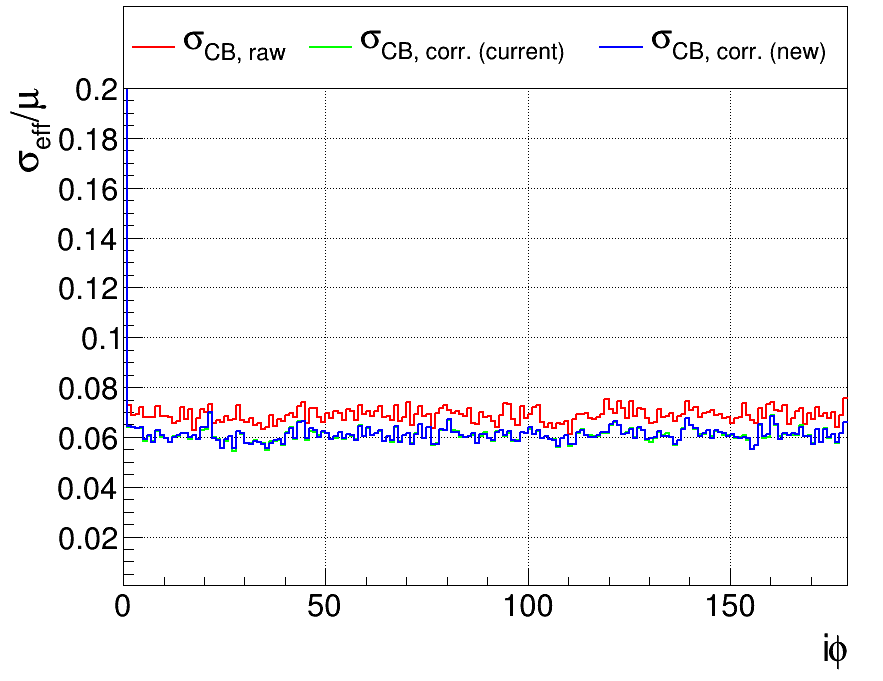 σCB, raw σCB, corr. (current) σCB, corr. (new)
σeff/μ
0.2
0.18
0.16
0.14
0.12
0.1
0.08
0.06
0.04
0.02
0 50 100 150
iϕ